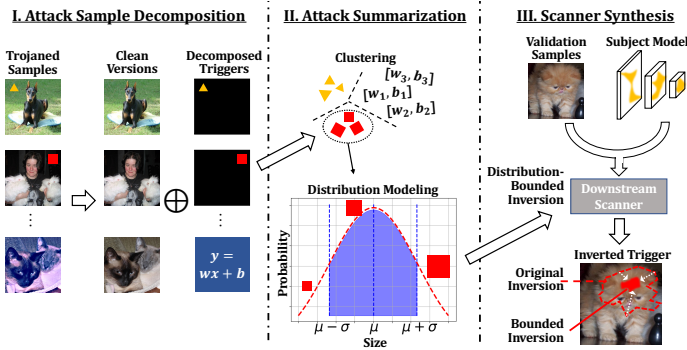 I. Attack Sample Decomposition
Trojaned
Samples
Clean
Versions
Decomposed
Triggers
⋮
⋮
y =
wx + b
II. Attack Summarization
Clustering
[w₃, b₃]
[w₁, b₁]
[w₂, b₂]
Distribution Modeling
Probability
μ − σ
μ
μ + σ
Size
III. Scanner Synthesis
Validation
Samples
Subject Model
Distribution-
Bounded
Inversion
Downstream
Scanner
Inverted Trigger
Original
Inversion
Bounded
Inversion